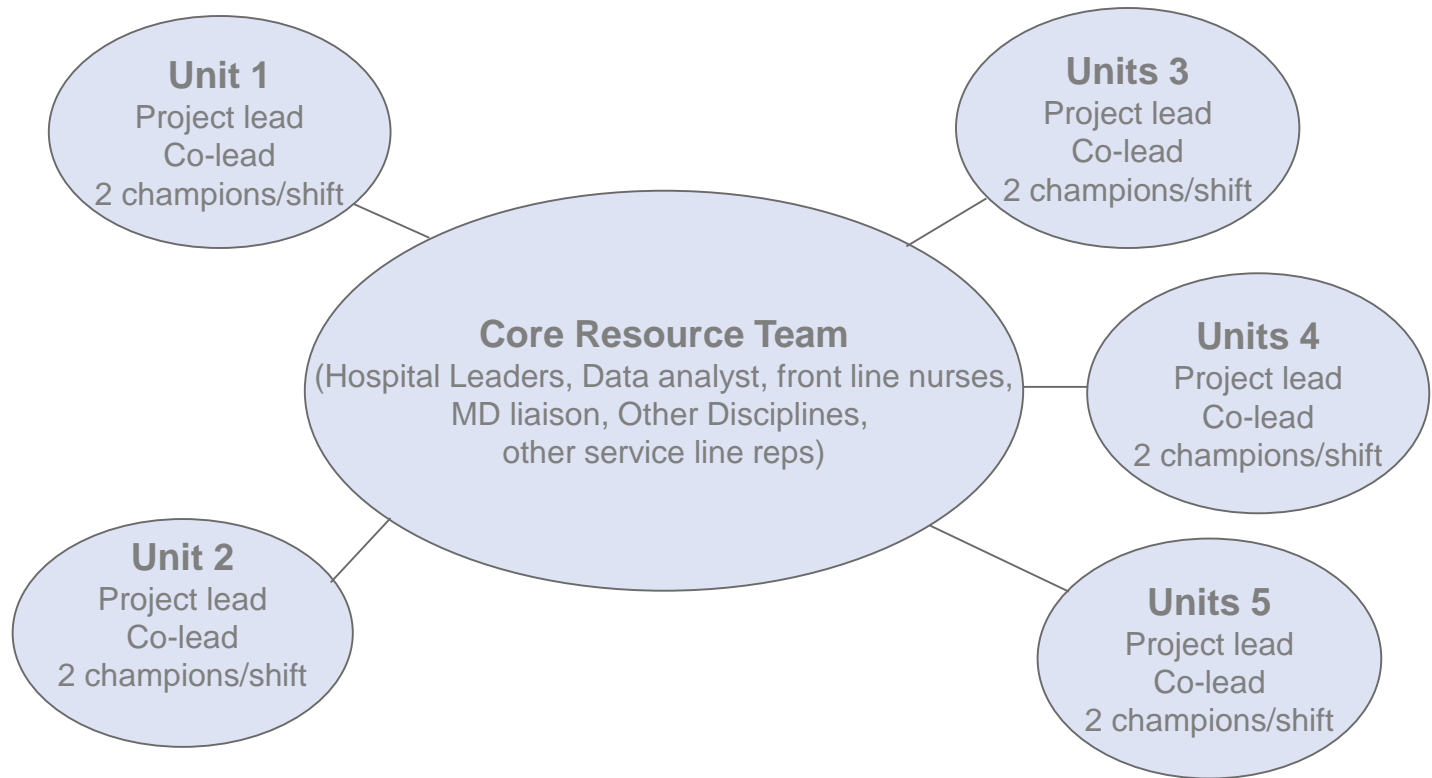 Unit 1
Project lead
Co-lead
2 champions/shift
Units 3
Project lead
Co-lead
2 champions/shift
Core Resource Team
(Hospital Leaders, Data analyst, front line nurses,
MD liaison, Other Disciplines,
other service line reps)
Units 4
Project lead
Co-lead
2 champions/shift
Unit 2
Project lead
Co-lead
2 champions/shift
Units 5
Project lead
Co-lead
2 champions/shift